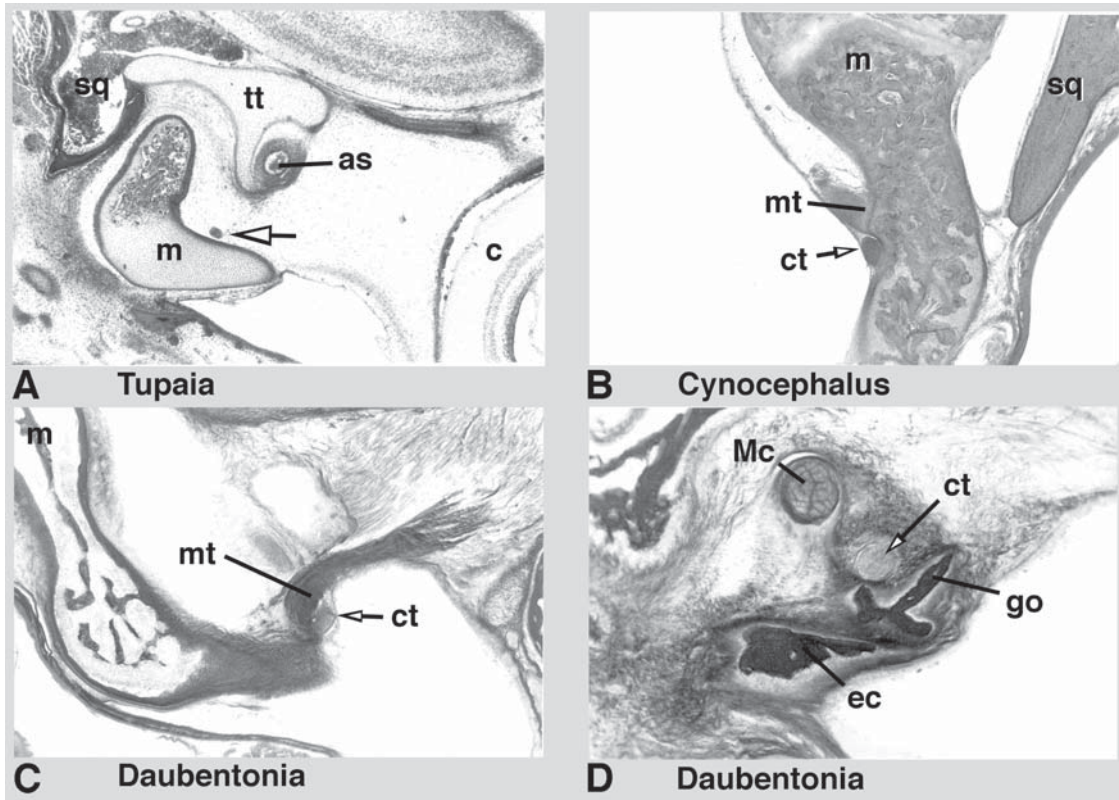 sq
tt
as
m
c
A Tupaia
m
sq
mt
ct
B Cynocephalus
m
mt
ct
C Daubentonia
Mc
ct
go
ec
D Daubentonia